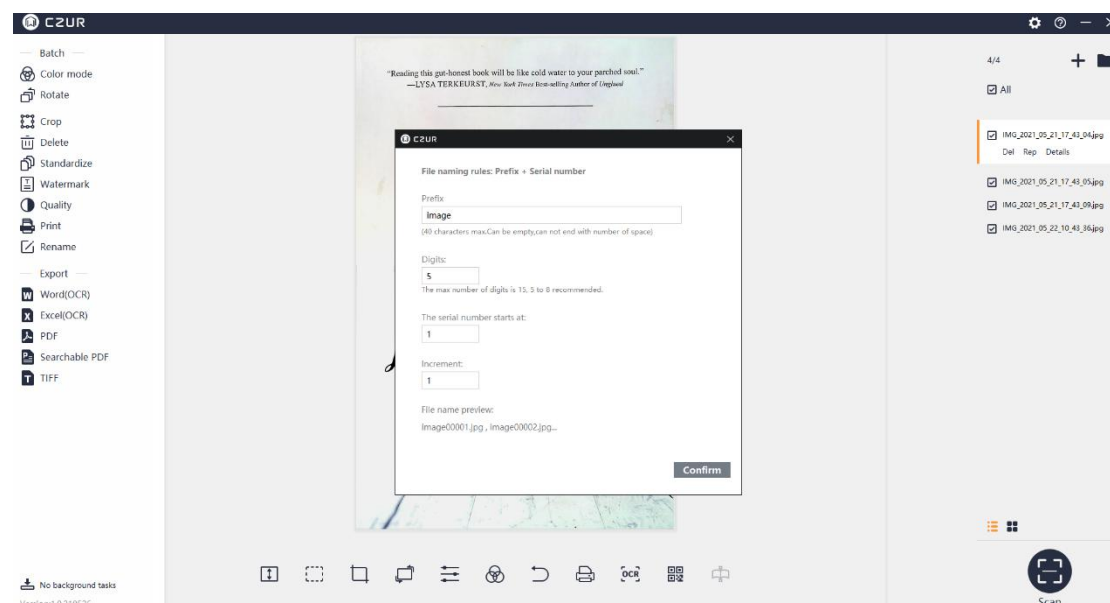 CZUR
Batch
Color mode
Rotate
Crop
Delete
Standardize
Watermark
Quality
Print
Rename
Export
Word(OCR)
Excel(OCR)
PDF
Searchable PDF
TIFF
No background tasks
"Reading this gut-honest book will be like cold water to your parched soul."
—LYSA TERKEURST, New York Times Best-selling Author of Unglued
CZUR
File naming rules: Prefix + Serial number
Prefix
Image
(40 characters max.Can be empty,can not end with number of space)
Digits:
5
The max number of digits is 15, 5 to 8 recommended.
The serial number starts at:
1
Increment:
1
File name preview:
Image00001.jpg , Image00002.jpg...
Confirm
OCR
4/4
All
IMG_2021_05_21_17_43_04.jpg
Del Rep Details
IMG_2021_05_21_17_43_05.jpg
IMG_2021_05_21_17_43_09.jpg
IMG_2021_05_22_10_43_36.jpg
Scan